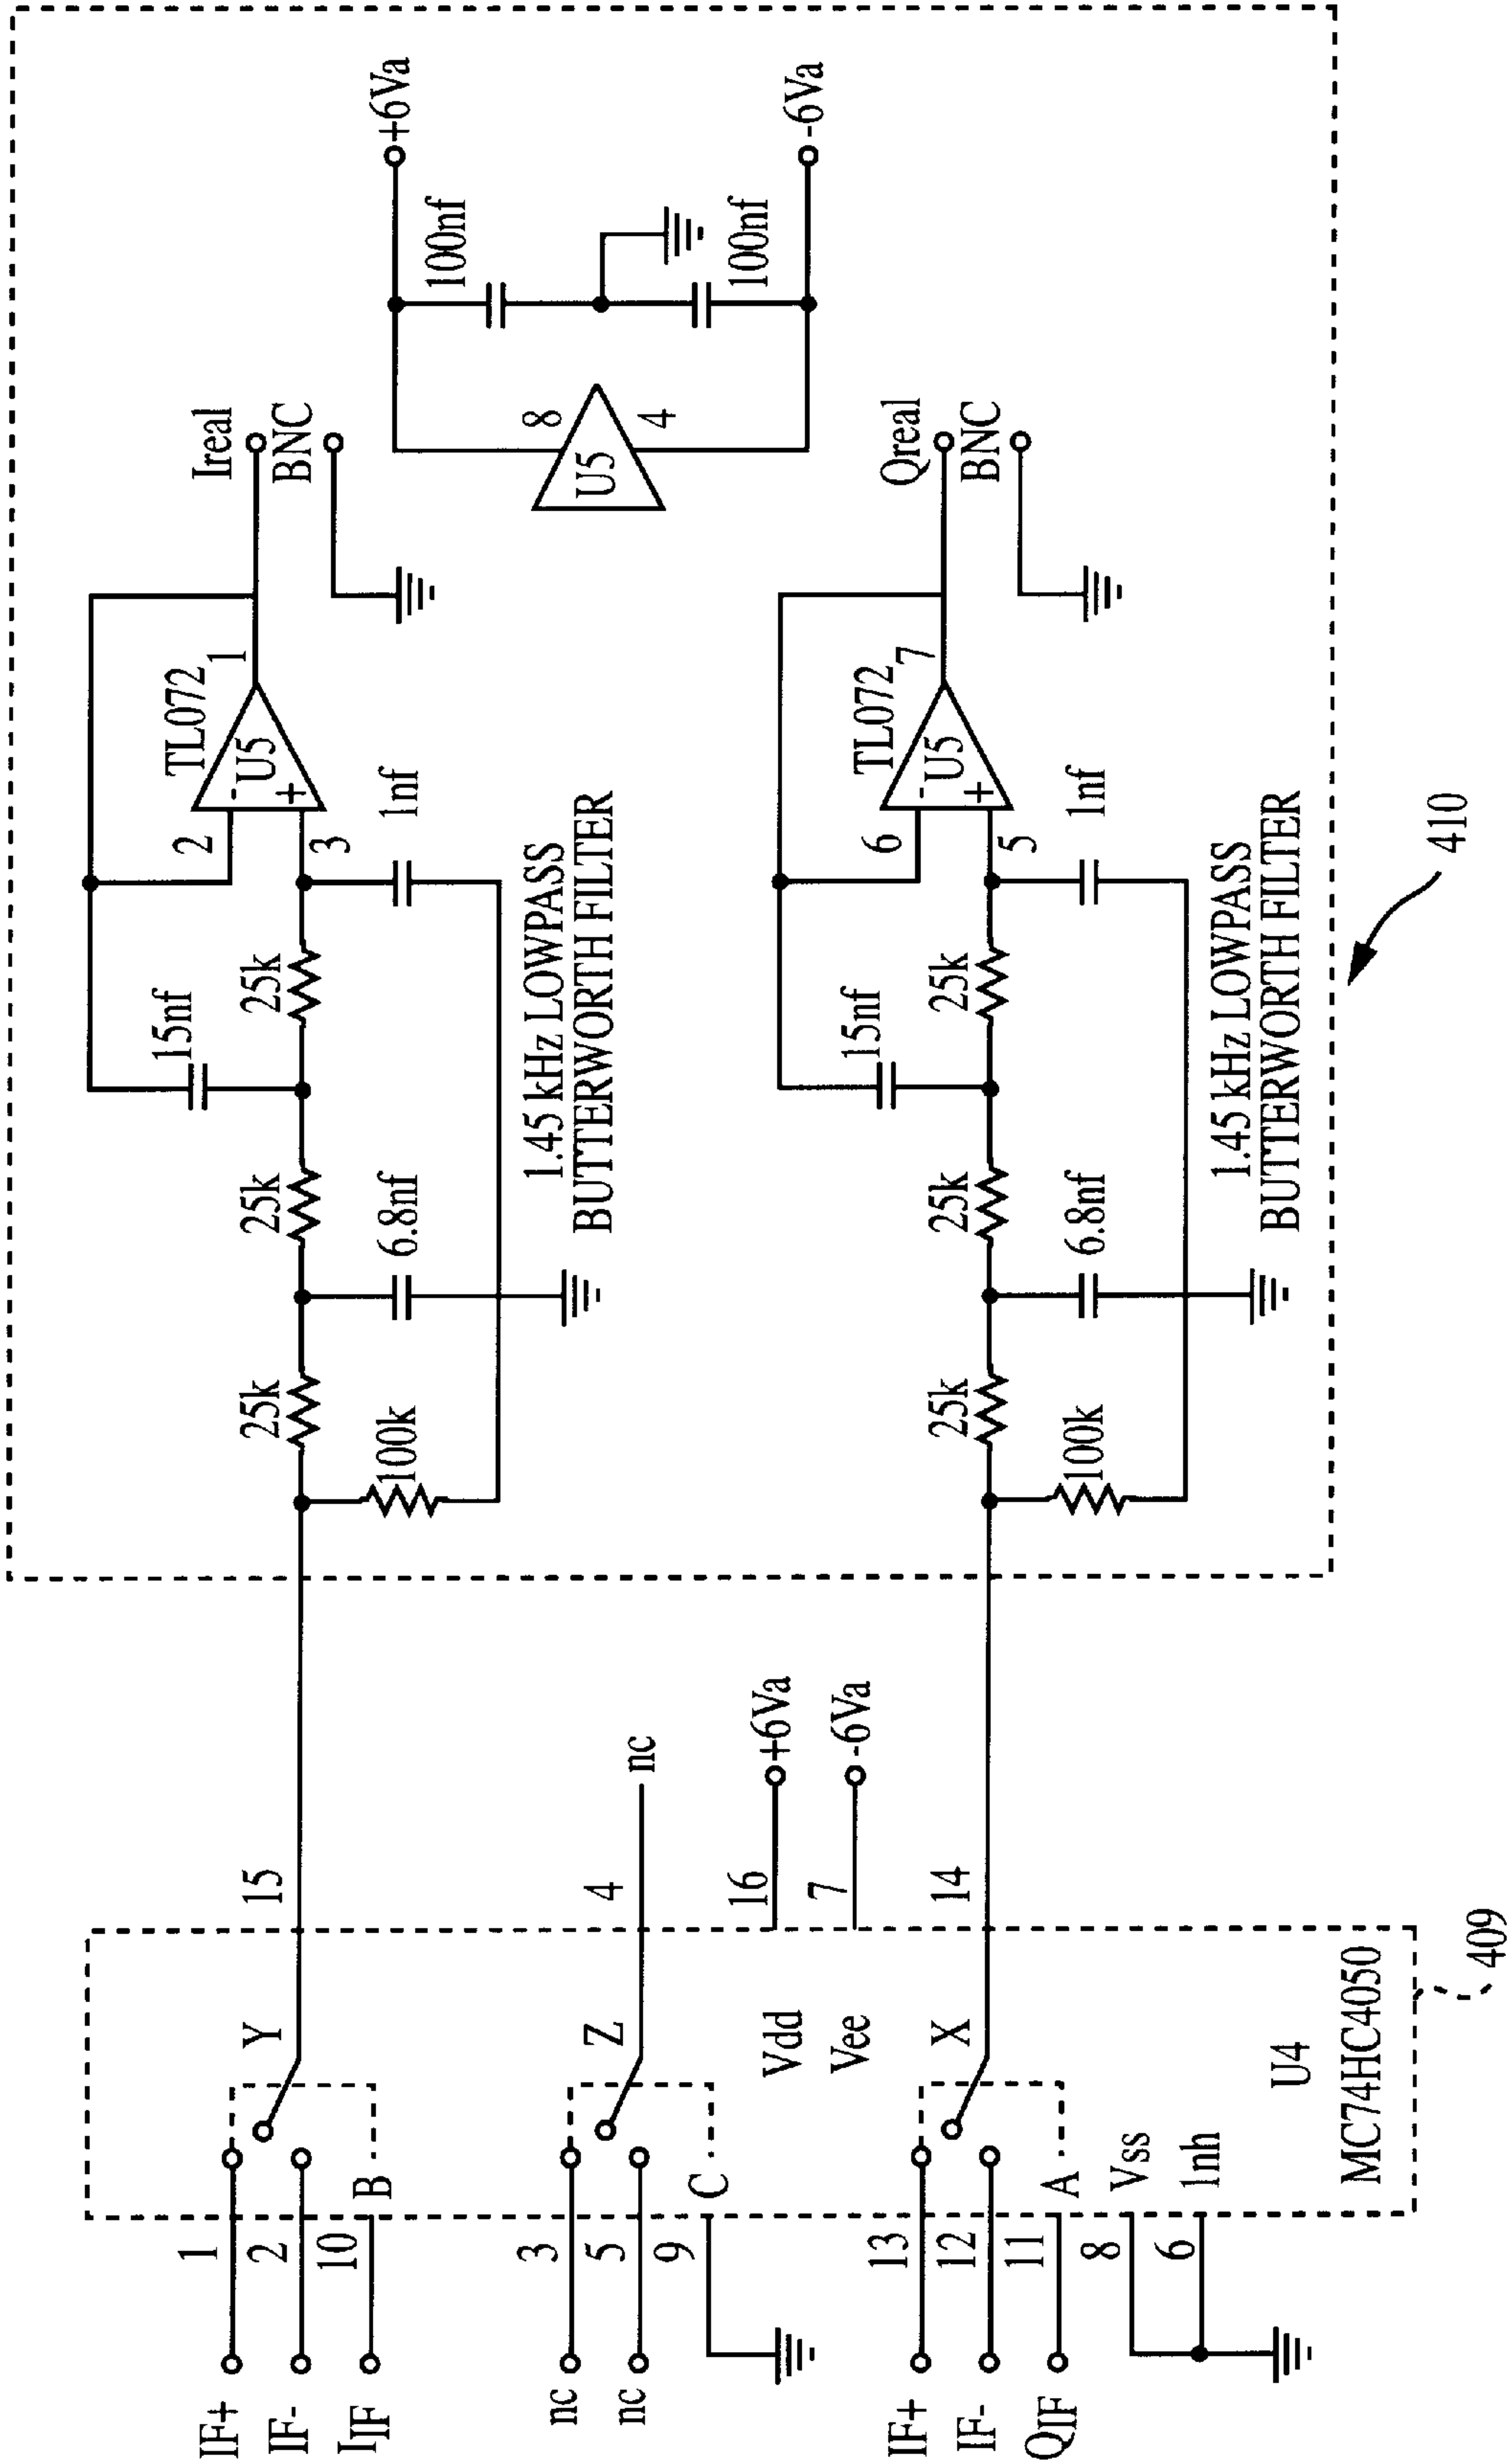 IF+
1
IF-
2
I_IF
10
B
Y
15
nc
3
nc
5
9
C
Z
4
nc
Vdd
16
+6Va
Vee
7
-6Va
IF+
13
IF-
12
Q_IF
11
A
X
14
8
Vss
6
1nh
U4
MC74HC4050
409
25k
100k
25k
6.8nf
15nf
25k
2
3
1nf
TL072
-
U5
+
1
Ireal
BNC
1.45 kHz LOWPASS
BUTTERWORTH FILTER
U5
8
4
100nf
100nf
+6Va
-6Va
25k
100k
25k
6.8nf
15nf
25k
6
5
1nf
TL072
-
U5
+
7
Qreal
BNC
1.45 kHz LOWPASS
BUTTERWORTH FILTER
410